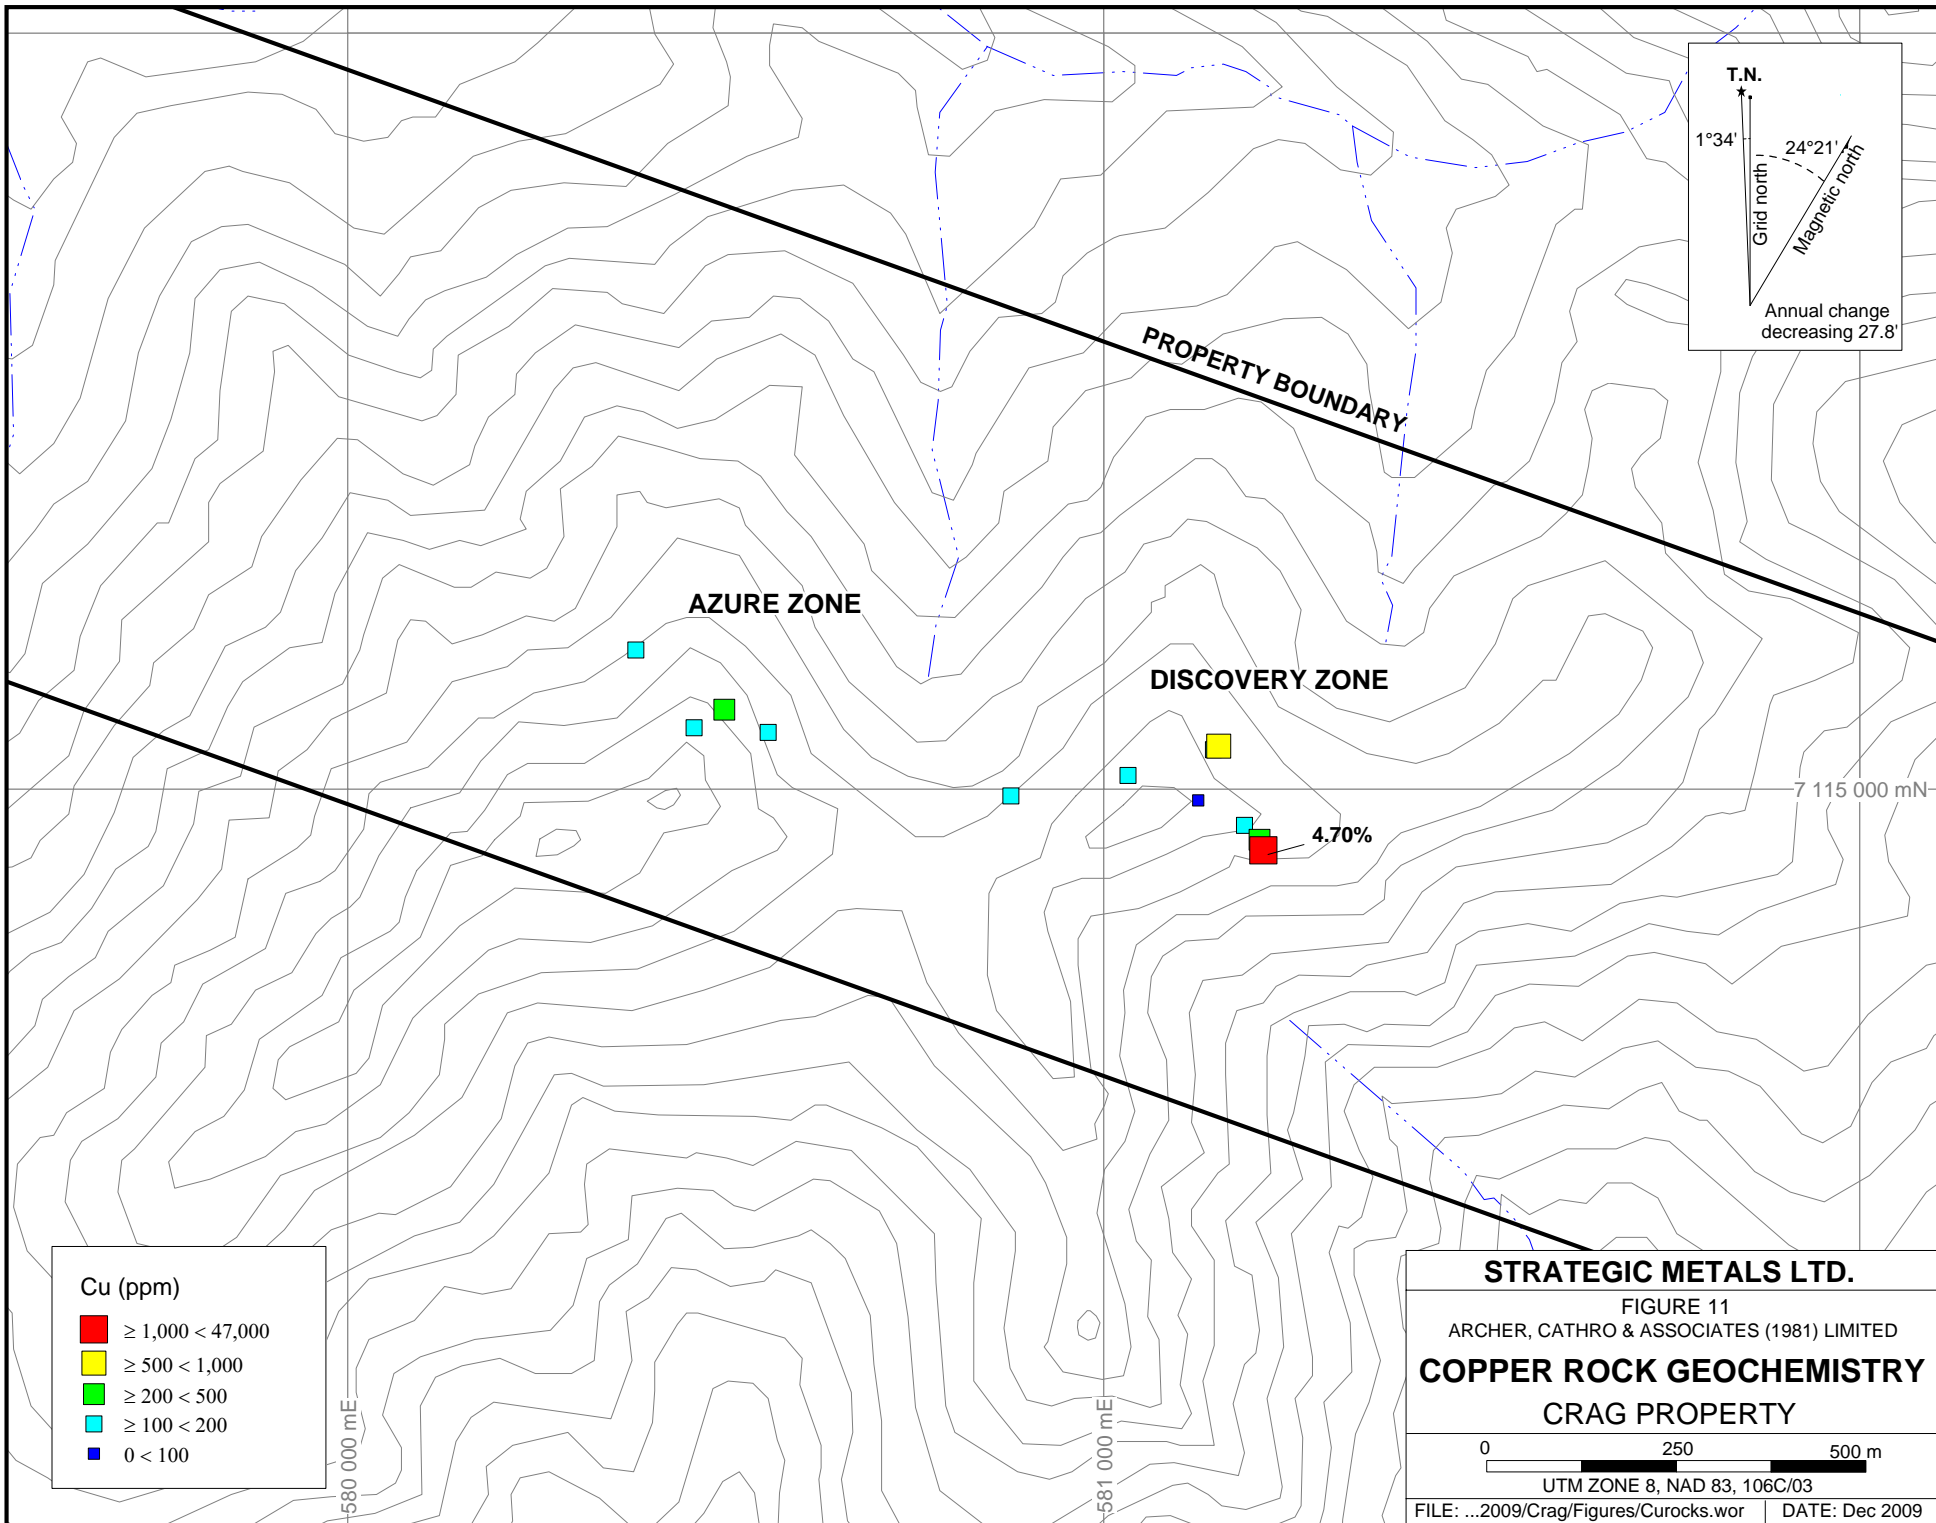 T.N.
1°34'
24°21'
Grid north
Magnetic north
Annual change
decreasing 27.8'
PROPERTY BOUNDARY
AZURE ZONE
DISCOVERY ZONE
7 115 000 mN
4.70%
580 000 mE
581 000 mE
Cu (ppm)
≥ 1,000 < 47,000
≥ 500 < 1,000
≥ 200 < 500
≥ 100 < 200
0 < 100
STRATEGIC METALS LTD.
FIGURE 11
ARCHER, CATHRO & ASSOCIATES (1981) LIMITED
COPPER ROCK GEOCHEMISTRY
CRAG PROPERTY
0 250 500 m
UTM ZONE 8, NAD 83, 106C/03
FILE: ...2009/Crag/Figures/Curocks.wor DATE: Dec 2009